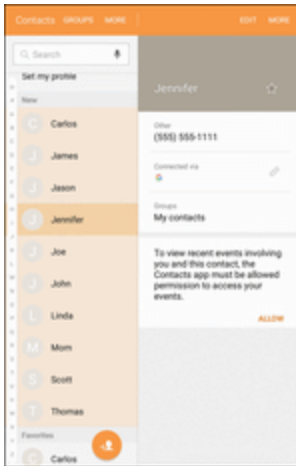 Contacts GROUPS MORE EDIT MORE
Search
Set my profile
New
C Carlos
J James
J Jason
J Jennifer
J Joe
J John
L Linda
M Mom
S Scott
T Thomas
Favorites
C Carlos
Jennifer
Other
(555) 555-1111
Connected via
G
Groups
My contacts
To view recent events involving
you and this contact, the
Contacts app must be allowed
permission to access your
events.
ALLOW